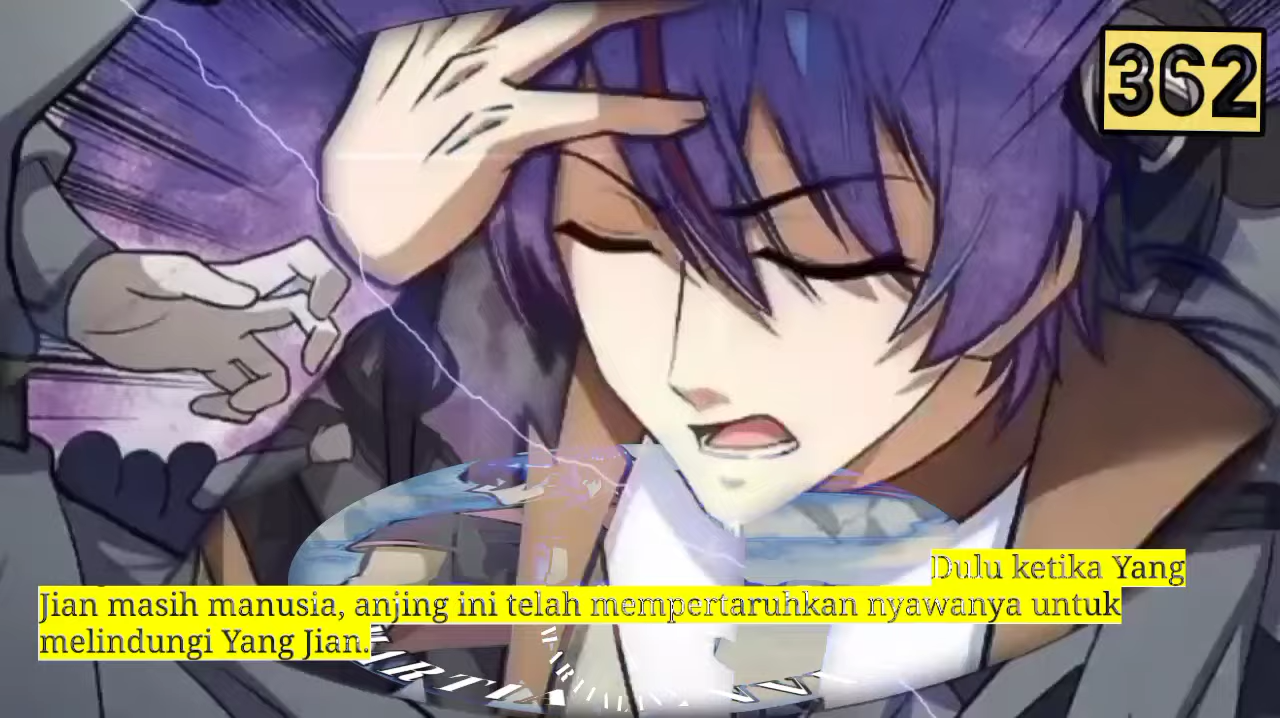 362
Dulu ketika Yang
Jian masih manusia, anjing ini telah mempertaruhkan nyawanya untuk
melindungi Yang Jian.